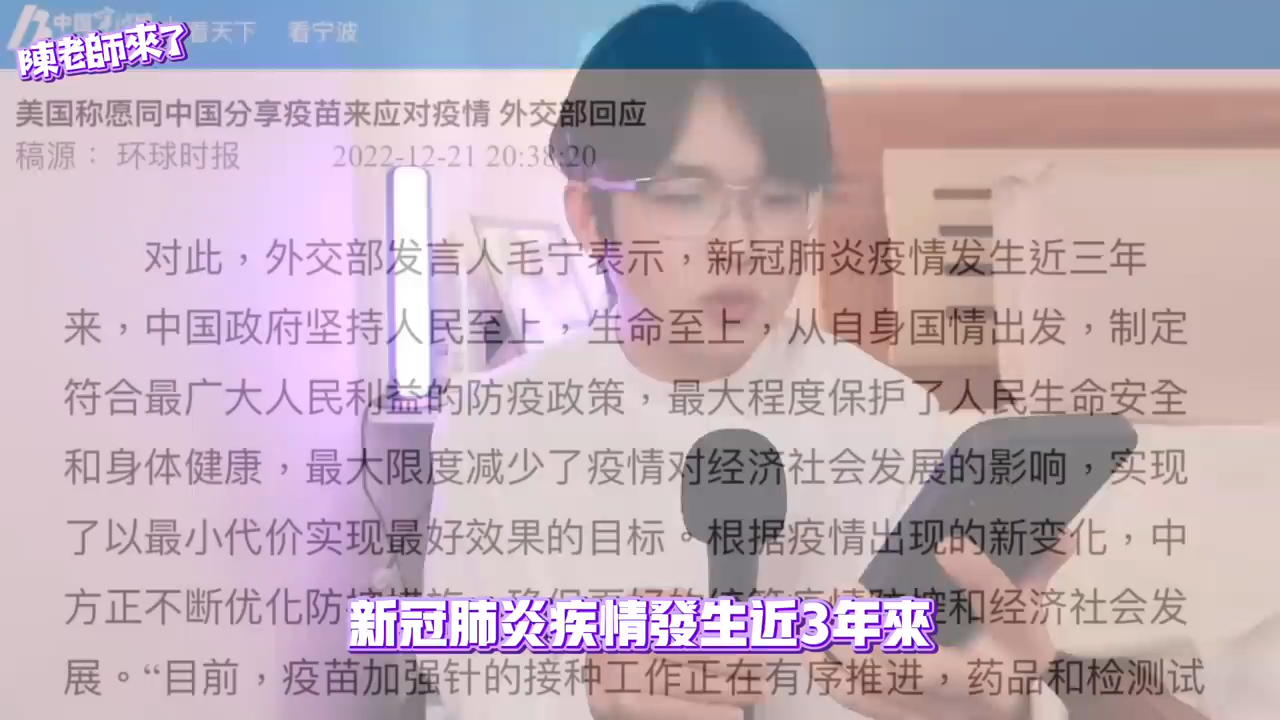 陳老師來了
中国 看天下 看宁波
美国称愿同中国分享疫苗来应对疫情 外交部回应
稿源： 环球时报 2022-12-21 20:38:20
对此，外交部发言人毛宁表示，新冠肺炎疫情发生近三年
来，中国政府坚持人民至上，生命至上，从自身国情出发，制定
符合最广大人民利益的防疫政策，最大程度保护了人民生命安全
和身体健康，最大限度减少了疫情对经济社会发展的影响，实现
了以最小代价实现最好效果的目标。根据疫情出现的新变化，中
方正不断优化防 和经济社会发
新冠肺炎疾情發生近3年來
展。“目前，疫苗加强针的接种工作正在有序推进，药品和检测试